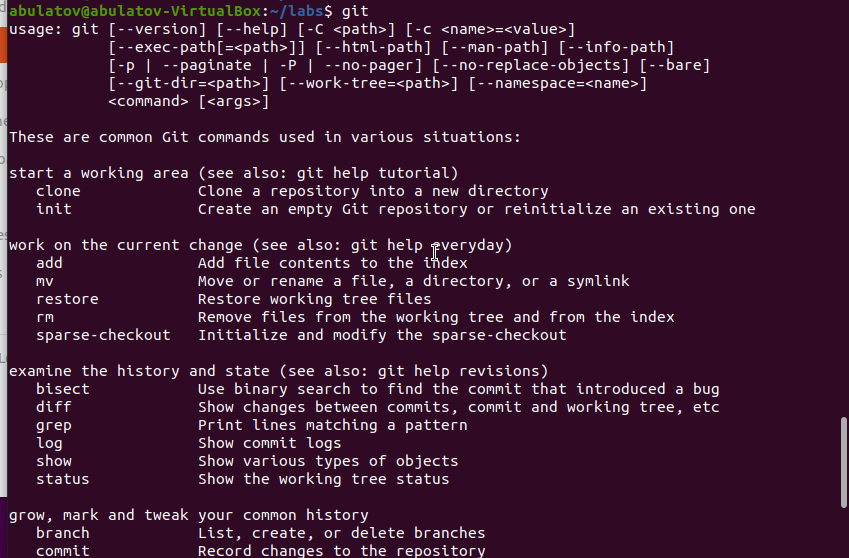 abulatov@abulatov-VirtualBox:~/labs$ git
usage: git [--version] [--help] [-C <path>] [-c <name>=<value>]
           [--exec-path[=<path>]] [--html-path] [--man-path] [--info-path]
           [-p | --paginate | -P | --no-pager] [--no-replace-objects] [--bare]
           [--git-dir=<path>] [--work-tree=<path>] [--namespace=<name>]
           <command> [<args>]

These are common Git commands used in various situations:

start a working area (see also: git help tutorial)
   clone             Clone a repository into a new directory
   init              Create an empty Git repository or reinitialize an existing one

work on the current change (see also: git help everyday)
   add               Add file contents to the index
   mv                Move or rename a file, a directory, or a symlink
   restore           Restore working tree files
   rm                Remove files from the working tree and from the index
   sparse-checkout   Initialize and modify the sparse-checkout

examine the history and state (see also: git help revisions)
   bisect            Use binary search to find the commit that introduced a bug
   diff              Show changes between commits, commit and working tree, etc
   grep              Print lines matching a pattern
   log               Show commit logs
   show              Show various types of objects
   status            Show the working tree status

grow, mark and tweak your common history
   branch            List, create, or delete branches
   commit            Record changes to the repository